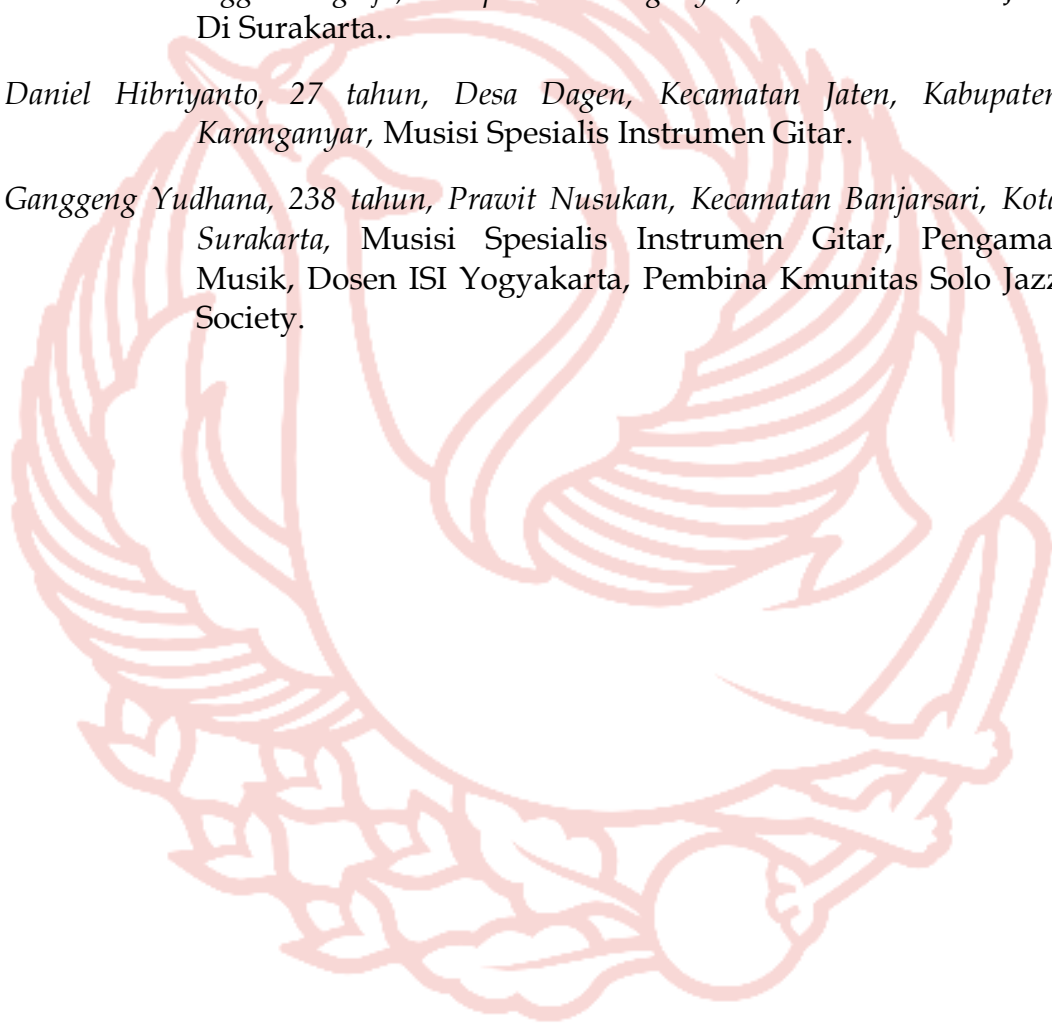 Di Surakarta..
Daniel Hibriyanto, 27 tahun, Desa Dagen, Kecamatan Jaten, Kabupaten
Karanganyar, Musisi Spesialis Instrumen Gitar.
Ganggeng Yudhana, 238 tahun, Prawit Nusukan, Kecamatan Banjarsari, Kota
Surakarta, Musisi Spesialis Instrumen Gitar, Pengamat
Musik, Dosen ISI Yogyakarta, Pembina Kmunitas Solo Jazz
Society.